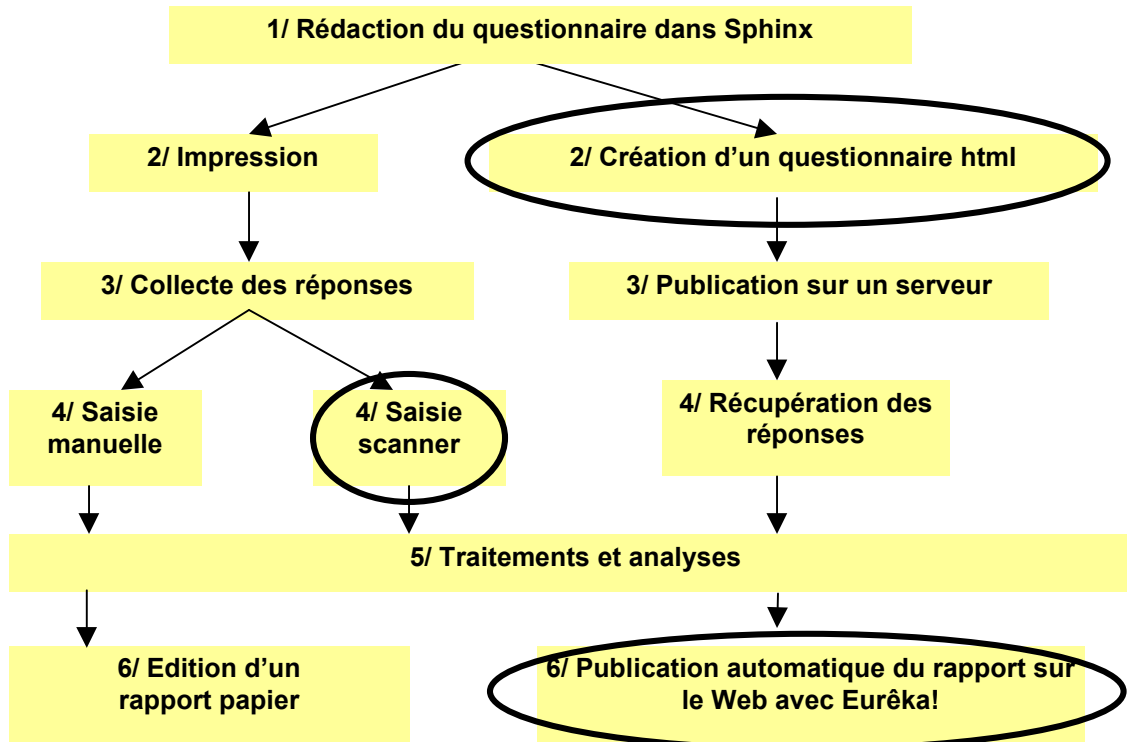 1/ Rédaction du questionnaire dans Sphinx
2/ Impression
2/ Création d’un questionnaire html
3/ Collecte des réponses
3/ Publication sur un serveur
4/ Saisie
manuelle
4/ Saisie
scanner
4/ Récupération des
réponses
5/ Traitements et analyses
6/ Edition d’un
rapport papier
6/ Publication automatique du rapport sur
le Web avec Eurêka!